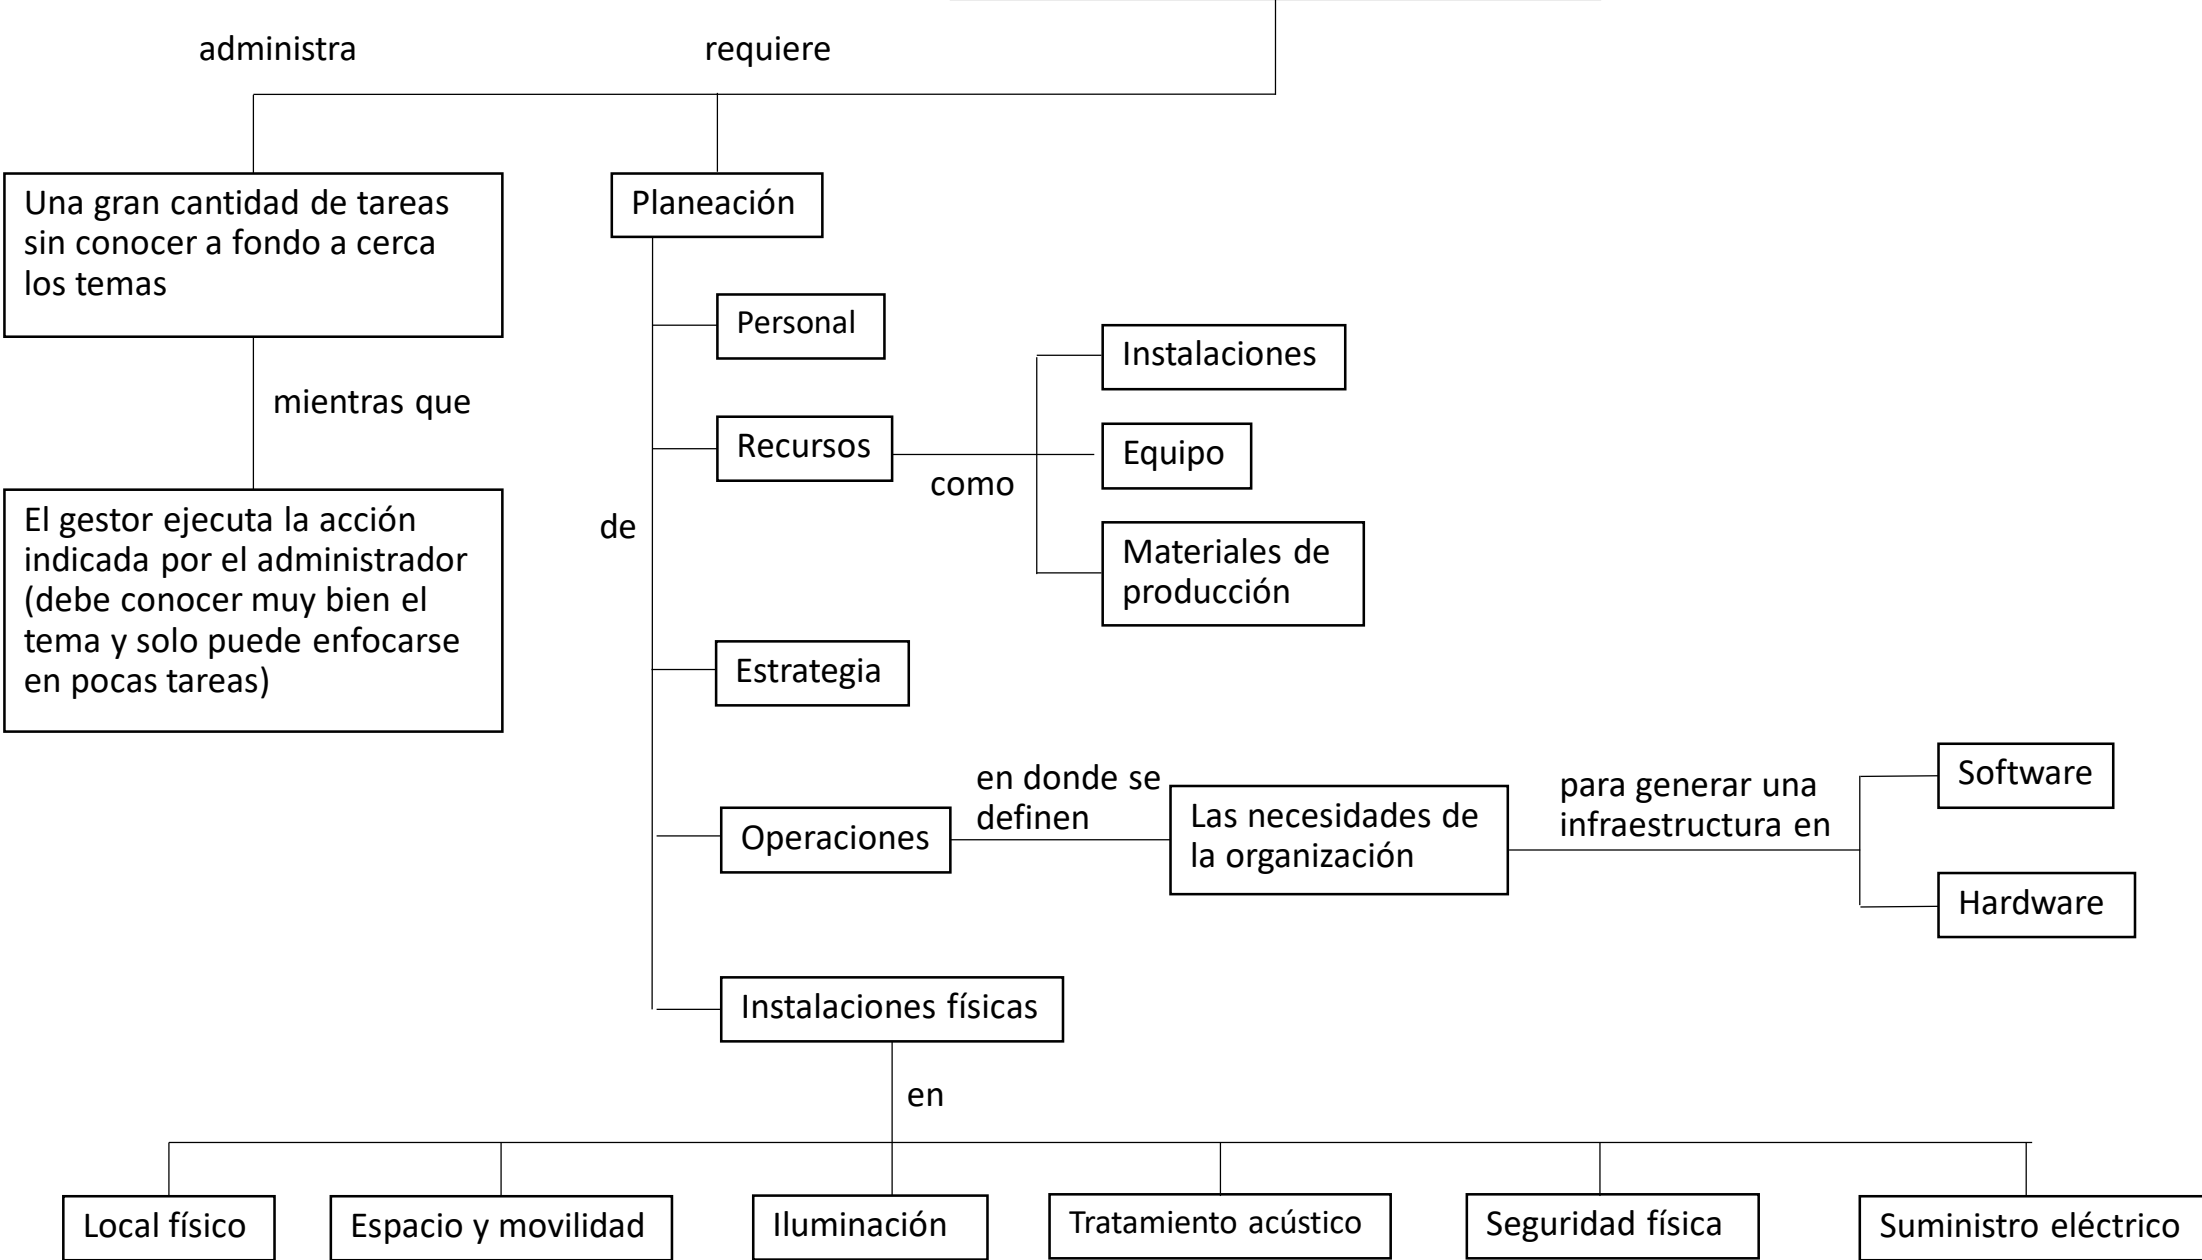 administra
requiere
Una gran cantidad de tareas
sin conocer a fondo a cerca
los temas
mientras que
El gestor ejecuta la acción
indicada por el administrador
(debe conocer muy bien el
tema y solo puede enfocarse
en pocas tareas)
Planeación
de
Personal
Recursos
como
Instalaciones
Equipo
Materiales de
producción
Estrategia
Operaciones
en donde se
definen
Las necesidades de
la organización
para generar una
infraestructura en
Software
Hardware
Instalaciones físicas
en
Local físico
Espacio y movilidad
Iluminación
Tratamiento acústico
Seguridad física
Suministro eléctrico